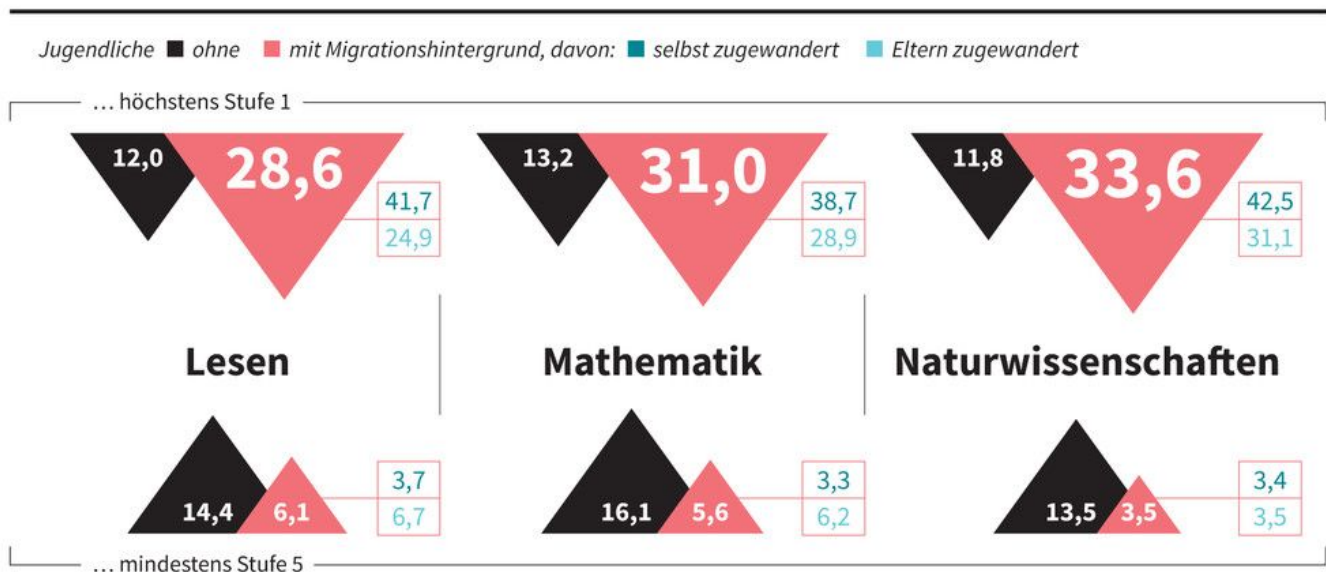 Jugendliche ohne mit Migrationshintergrund, davon: selbst zugewandert Eltern zugewandert
… höchstens Stufe 1
12,0 28,6 13,2 31,0 11,8 33,6
41,7 38,7 42,5
24,9 28,9 31,1
Lesen Mathematik Naturwissenschaften
3,7 3,3 3,4
14,4 6,1 6,7 16,1 5,6 6,2 13,5 3,5 3,5
… mindestens Stufe 5